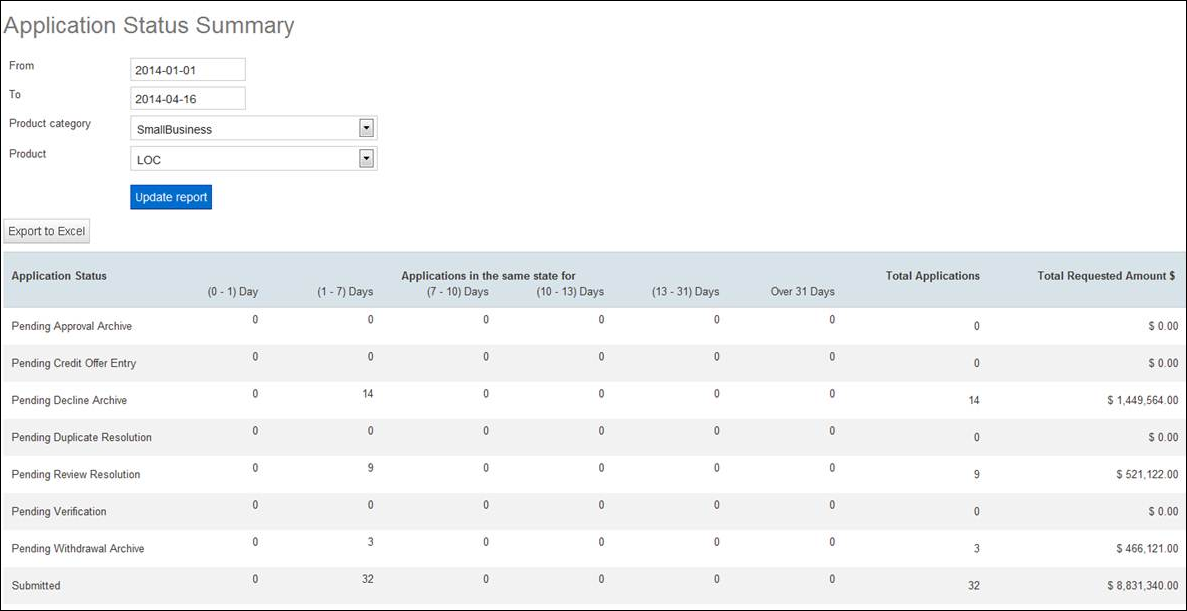 Application Status Summary
From 2014-01-01
To 2014-04-16
Product category SmallBusiness
Product LOC
Update report
Export to Excel
Application Status Applications in the same state for Total Applications Total Requested Amount $
(0 - 1) Day (1 - 7) Days (7 - 10) Days (10 - 13) Days (13 - 31) Days Over 31 Days
Pending Approval Archive 0 0 0 0 0 0 0 $ 0.00
Pending Credit Offer Entry 0 0 0 0 0 0 0 $ 0.00
Pending Decline Archive 0 14 0 0 0 0 14 $ 1,449,564.00
Pending Duplicate Resolution 0 0 0 0 0 0 0 $ 0.00
Pending Review Resolution 0 9 0 0 0 0 9 $ 521,122.00
Pending Verification 0 0 0 0 0 0 0 $ 0.00
Pending Withdrawal Archive 0 3 0 0 0 0 3 $ 466,121.00
Submitted 0 32 0 0 0 0 32 $ 8,831,340.00